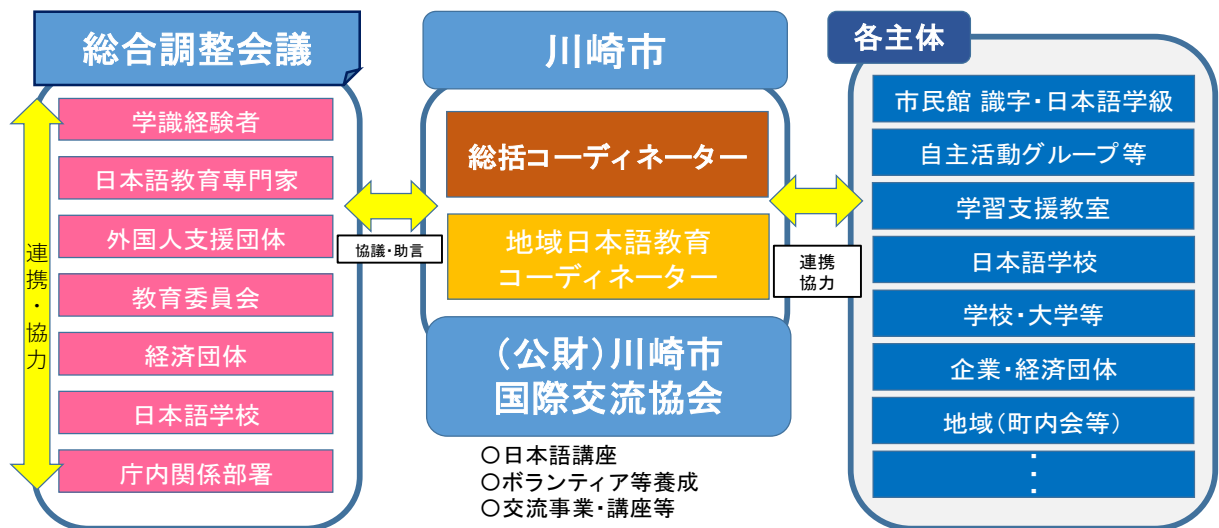 総合調整会議
学識経験者
日本語教育専門家
外国人支援団体
教育委員会
経済団体
日本語学校
庁内関係部署
連携・協力
協議・助言
川崎市
総括コーディネーター
地域日本語教育
コーディネーター
(公財)川崎市
国際交流協会
〇日本語講座
〇ボランティア等養成
〇交流事業・講座等
連携
協力
各主体
市民館 識字・日本語学級
自主活動グループ等
学習支援教室
日本語学校
学校・大学等
企業・経済団体
地域(町内会等)
・
・
・